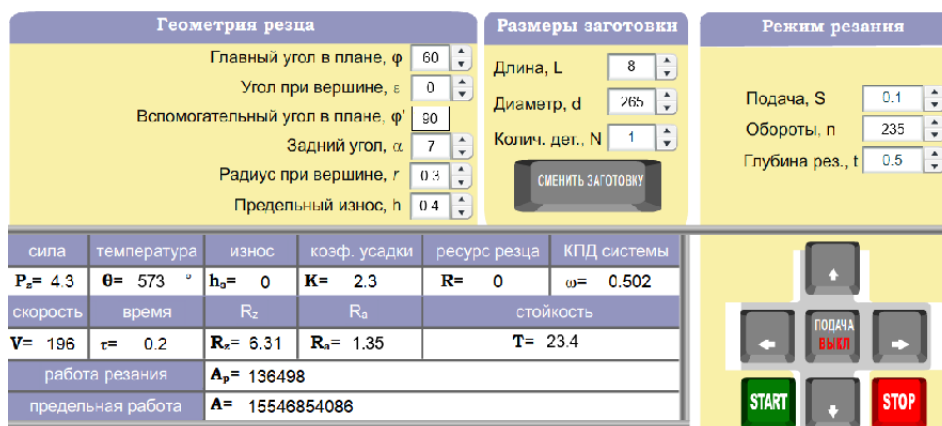 Геометрия резца
Главный угол в плане, φ 60
Угол при вершине, ε 0
Вспомогательный угол в плане, φ' 90
Задний угол, α 7
Радиус при вершине, r 0.3
Предельный износ, h 0.4
Размеры заготовки
Длина, L 8
Диаметр, d 265
Колич. дет., N 1
СМЕНИТЬ ЗАГОТОВКУ
Режим резания
Подача, S 0.1
Обороты, n 235
Глубина рез., t 0.5
сила температура износ коэф. усадки ресурс резца КПД системы
Pz= 4.3 θ= 573 ° hз= 0 K= 2.3 R= 0 ω= 0.502
скорость время Rz Ra стойкость
V= 196 τ= 0.2 Rz= 6.31 Ra= 1.35 T= 23.4
работа резания Ap= 136498
предельная работа A= 15546854086
ПОДАЧА
ВЫКЛ
START
STOP